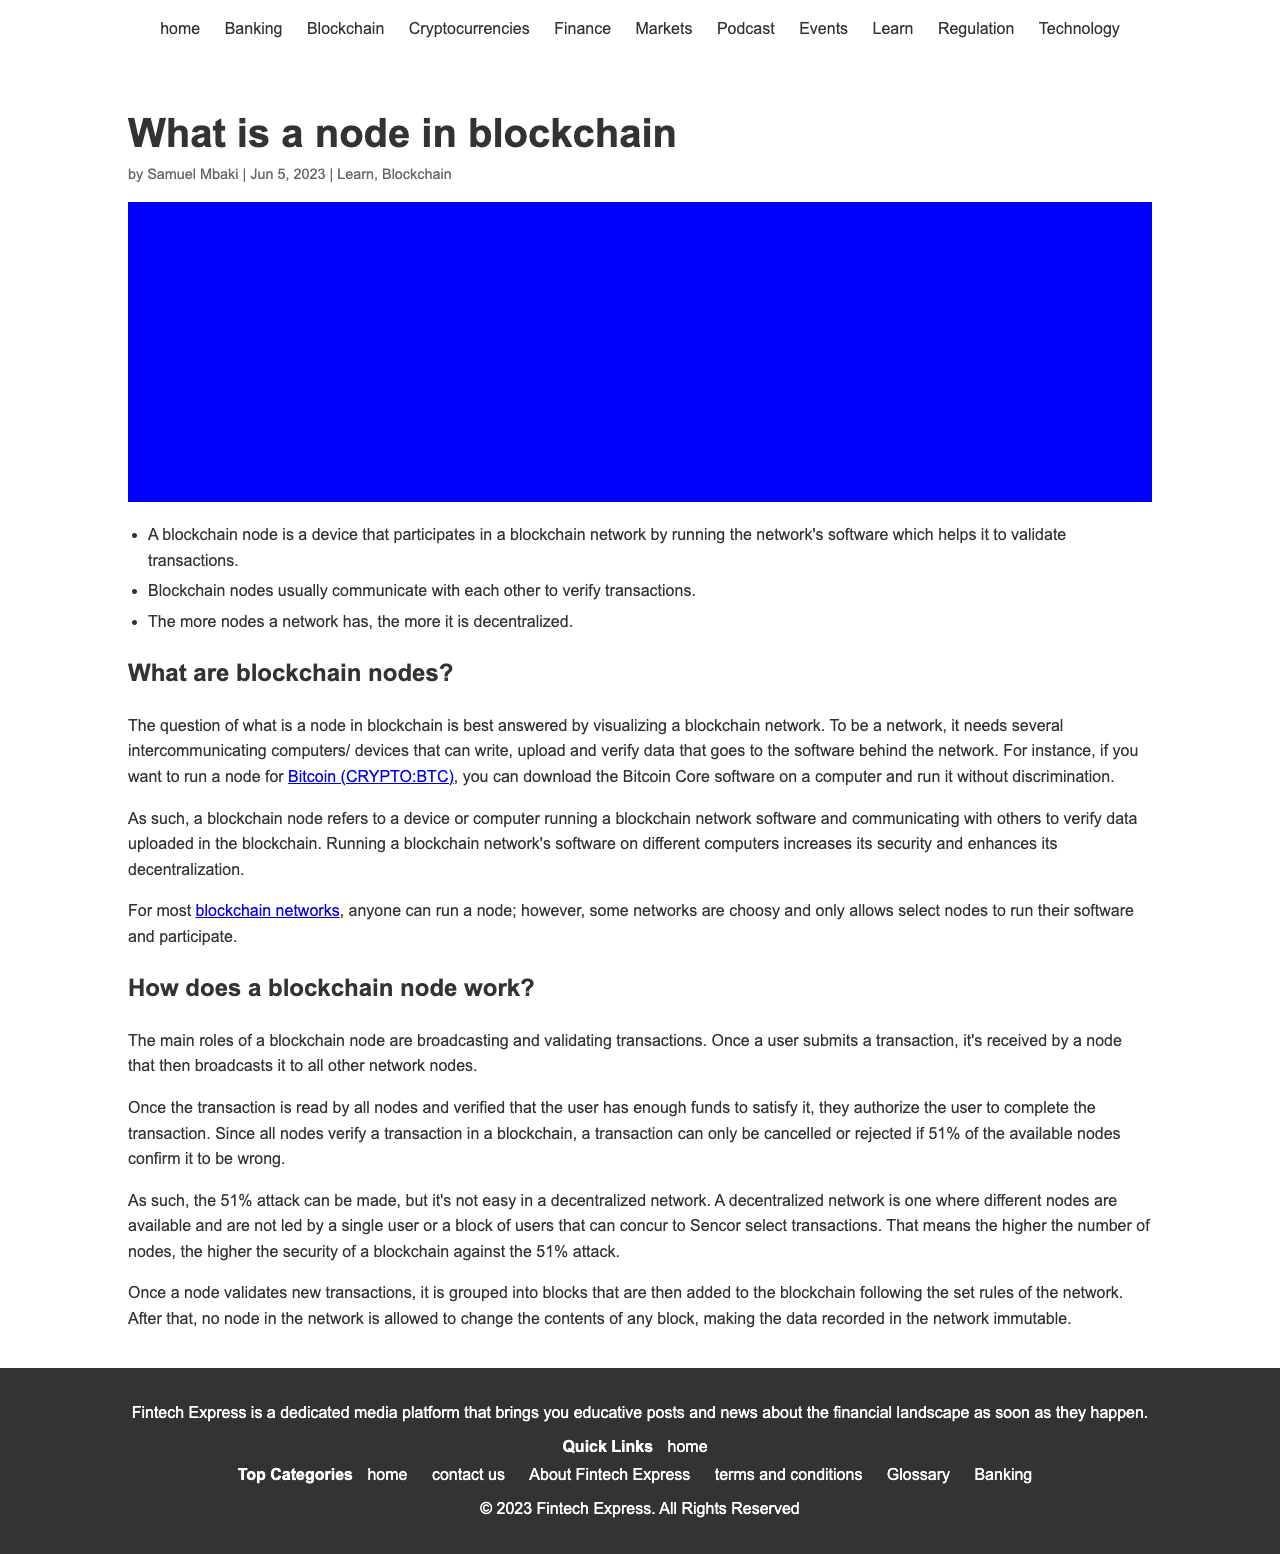 home Banking Blockchain Cryptocurrencies Finance Markets Podcast Events Learn Regulation Technology
What is a node in blockchain
by Samuel Mbaki | Jun 5, 2023 | Learn, Blockchain
• A blockchain node is a device that participates in a blockchain network by running the network's software which helps it to validate
transactions.
• Blockchain nodes usually communicate with each other to verify transactions.
• The more nodes a network has, the more it is decentralized.
What are blockchain nodes?
The question of what is a node in blockchain is best answered by visualizing a blockchain network. To be a network, it needs several
intercommunicating computers/ devices that can write, upload and verify data that goes to the software behind the network. For instance, if you
want to run a node for Bitcoin (CRYPTO:BTC), you can download the Bitcoin Core software on a computer and run it without discrimination.
As such, a blockchain node refers to a device or computer running a blockchain network software and communicating with others to verify data
uploaded in the blockchain. Running a blockchain network's software on different computers increases its security and enhances its
decentralization.
For most blockchain networks, anyone can run a node; however, some networks are choosy and only allows select nodes to run their software
and participate.
How does a blockchain node work?
The main roles of a blockchain node are broadcasting and validating transactions. Once a user submits a transaction, it's received by a node
that then broadcasts it to all other network nodes.
Once the transaction is read by all nodes and verified that the user has enough funds to satisfy it, they authorize the user to complete the
transaction. Since all nodes verify a transaction in a blockchain, a transaction can only be cancelled or rejected if 51% of the available nodes
confirm it to be wrong.
As such, the 51% attack can be made, but it's not easy in a decentralized network. A decentralized network is one where different nodes are
available and are not led by a single user or a block of users that can concur to Sencor select transactions. That means the higher the number of
nodes, the higher the security of a blockchain against the 51% attack.
Once a node validates new transactions, it is grouped into blocks that are then added to the blockchain following the set rules of the network.
After that, no node in the network is allowed to change the contents of any block, making the data recorded in the network immutable.
Fintech Express is a dedicated media platform that brings you educative posts and news about the financial landscape as soon as they happen.
Quick Links home
Top Categories home contact us About Fintech Express terms and conditions Glossary Banking
© 2023 Fintech Express. All Rights Reserved